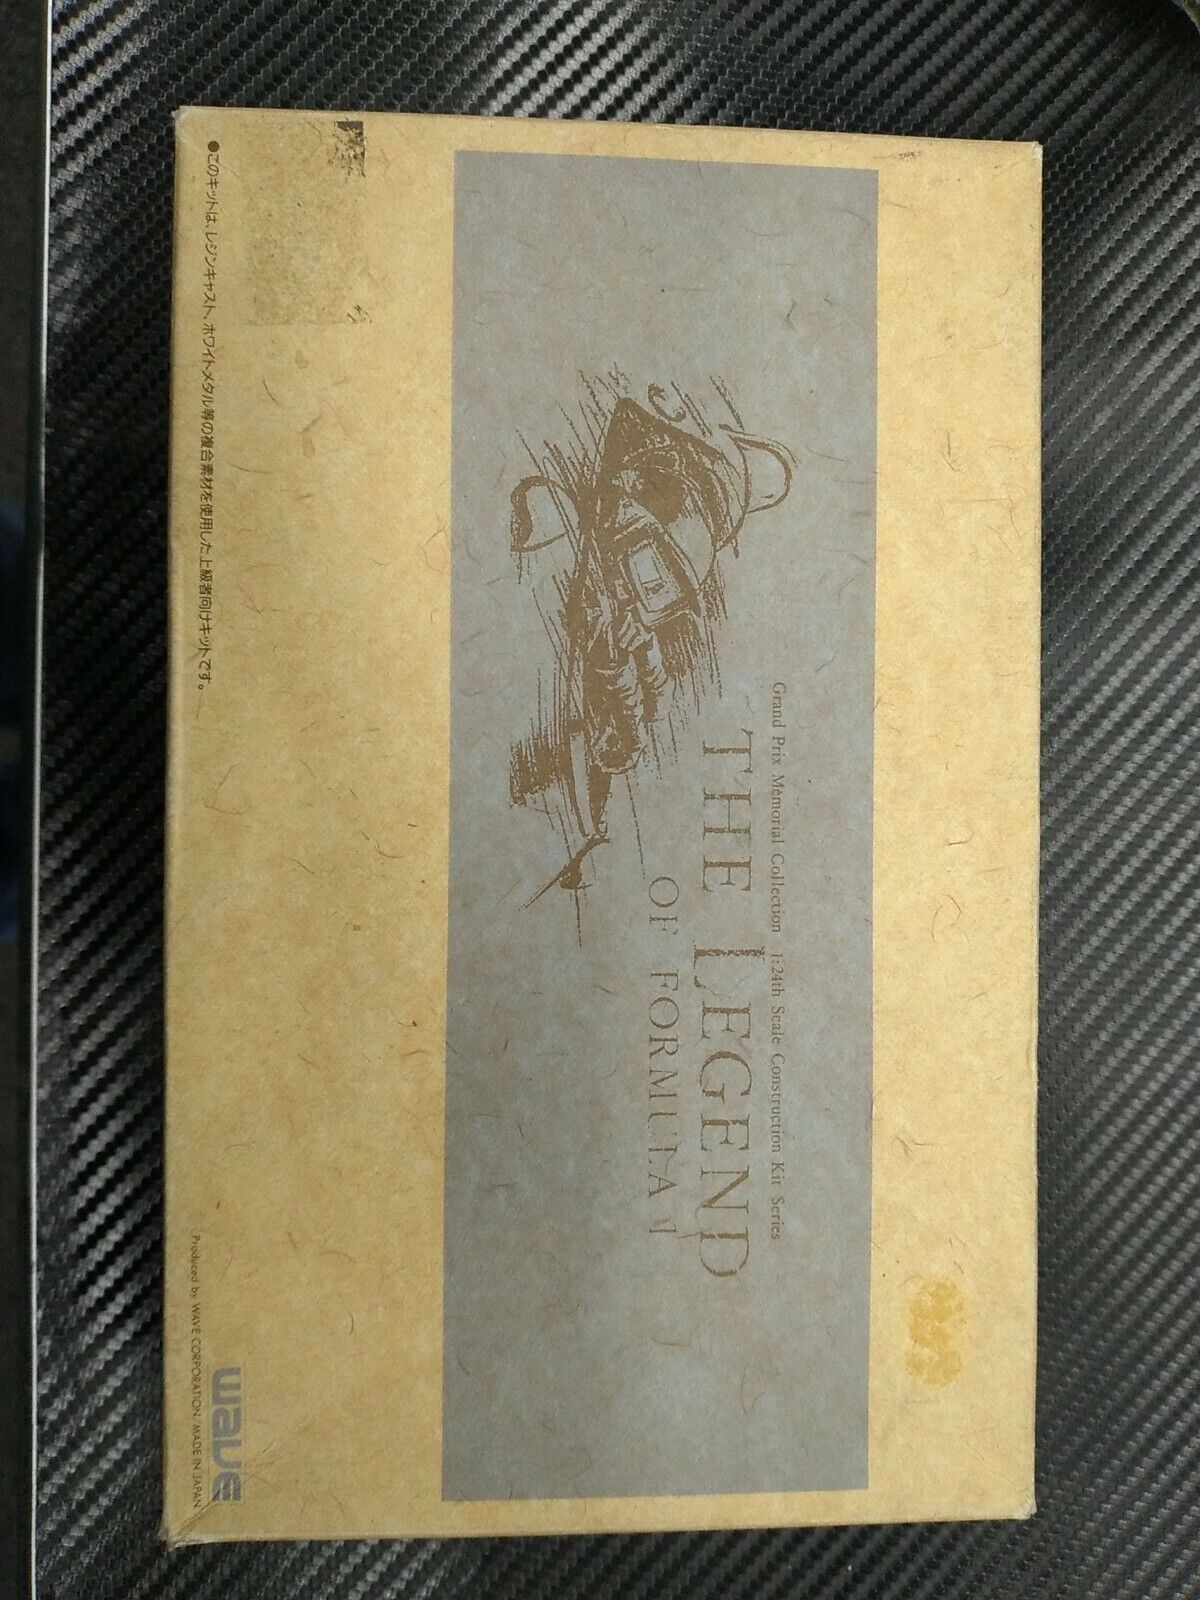 Grand Prix Mémorial Collection 1:24th Scale Construction Kit Series
THE LEGEND
OF FORMULA 1
●このキットは、レジンキャスト、ホワイトメタル等の複合素材を使用した上級者向けキットです。
wave
Produced by WAVE CORPORATION/MADE IN JAPAN